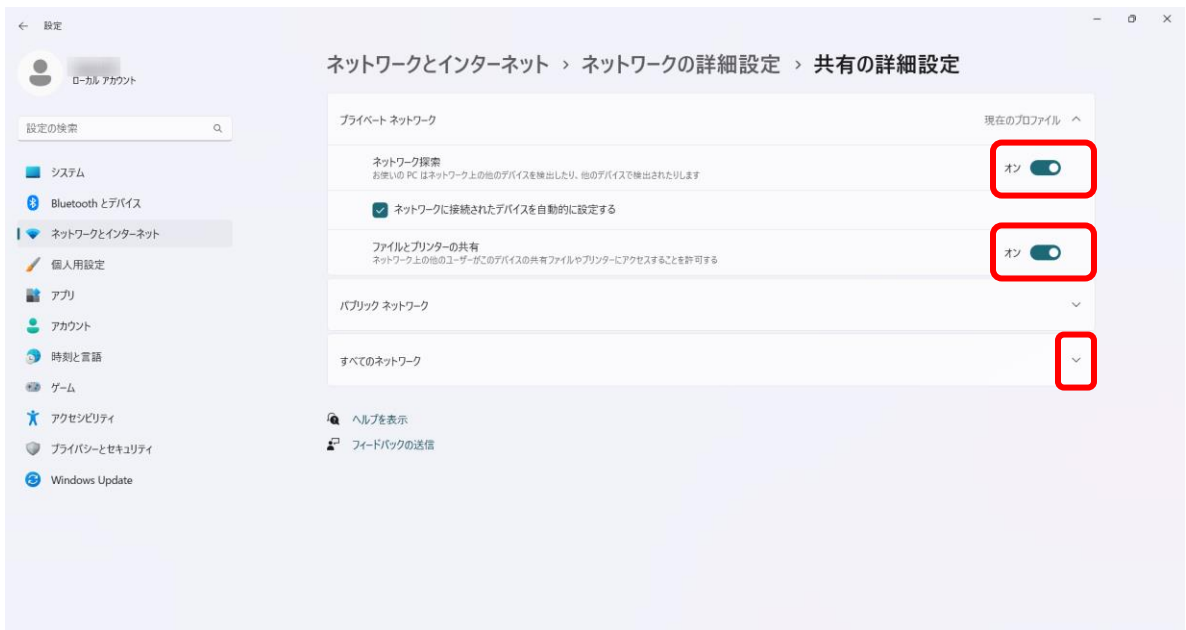 設定
ローカル アカウント
設定の検索
システム
Bluetooth とデバイス
ネットワークとインターネット
個人用設定
アプリ
アカウント
時刻と言語
ゲーム
アクセシビリティ
プライバシーとセキュリティ
Windows Update
ネットワークとインターネット › ネットワークの詳細設定 › 共有の詳細設定
プライベート ネットワーク 現在のプロファイル
ネットワーク探索
お使いの PC はネットワーク上の他のデバイスを検出したり、他のデバイスで検出されたりします
オン
ネットワークに接続されたデバイスを自動的に設定する
ファイルとプリンターの共有
ネットワーク上の他のユーザーがこのデバイスの共有ファイルやプリンターにアクセスすることを許可する
オン
パブリック ネットワーク
すべてのネットワーク
ヘルプを表示
フィードバックの送信